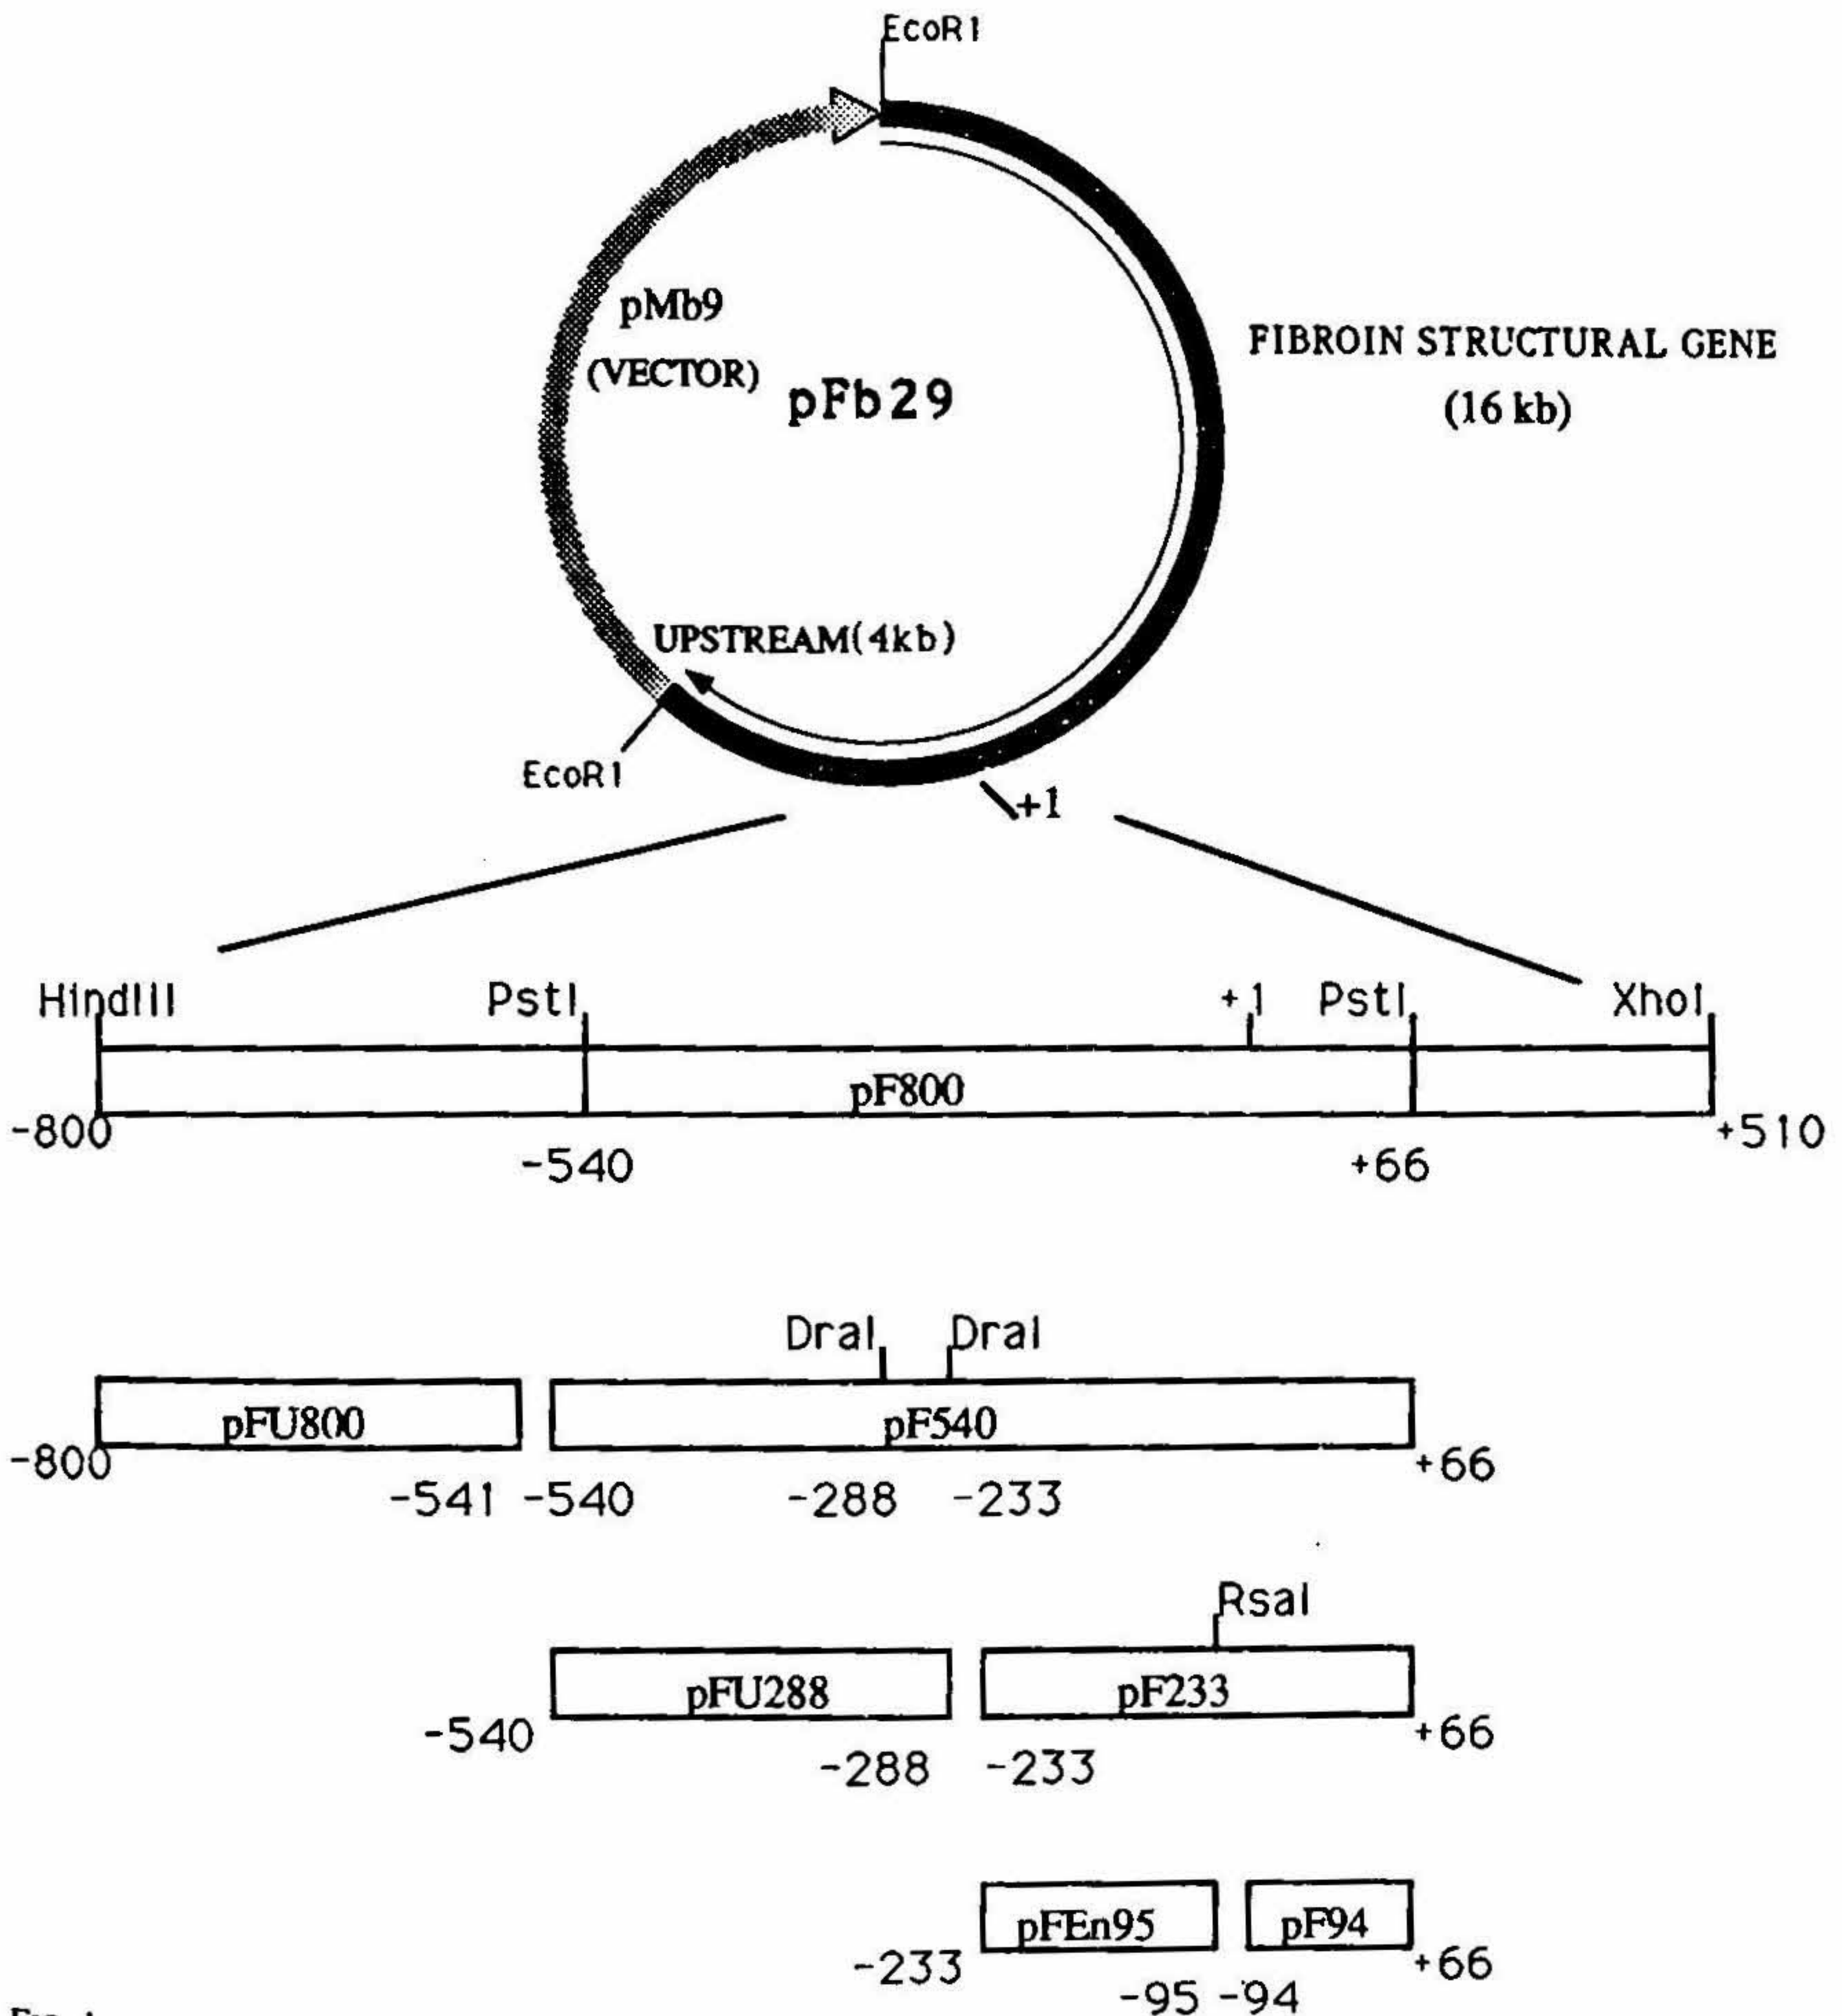 EcoR1
pMb9
(VECTOR)
pFb29
FIBROIN STRUCTURAL GENE
(16 kb)
UPSTREAM(4kb)
EcoR1
+1
HindIII PstI +1 PstI XhoI
pF800
-800 +510
-540 +66
DraI DraI
pFU800 pF540
-800 +66
-541 -540 -288 -233
RsaI
pFU288 pF233
-540 +66
-288 -233
pFEn95 pF94
-233 +66
-95 -94